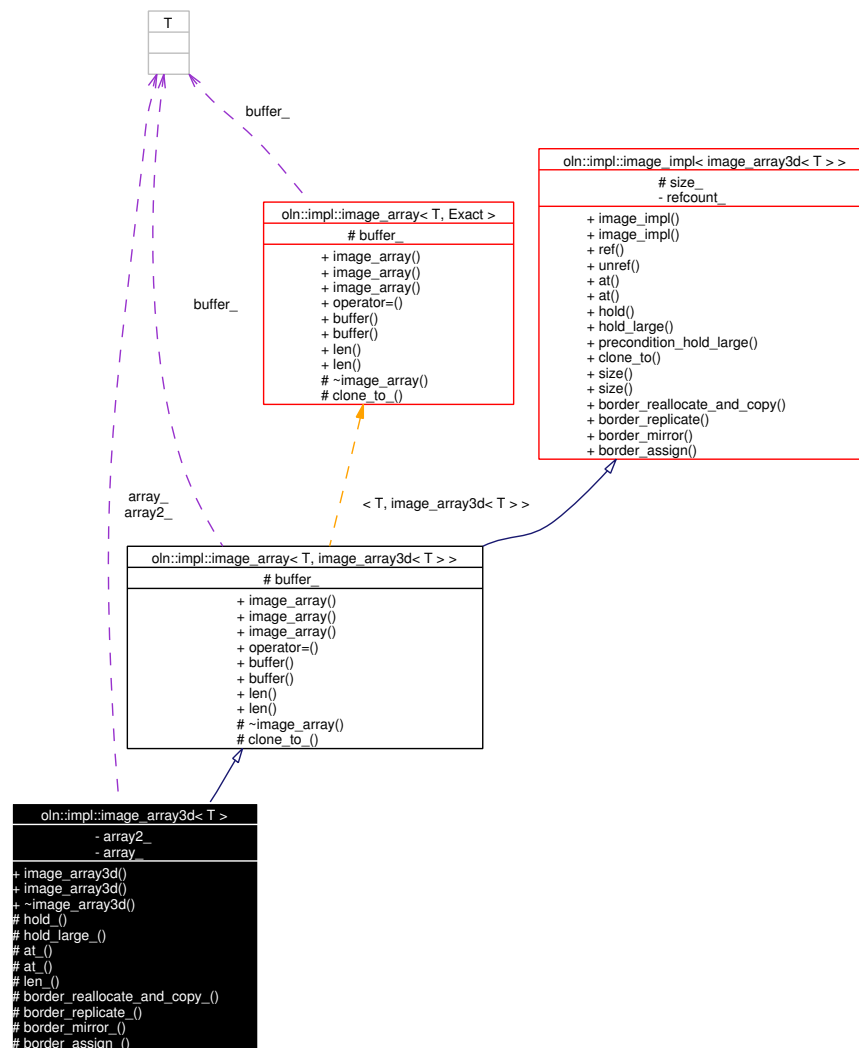 T
buffer_
oln::impl::image_impl< image_array3d< T > >
# size_
- refcount_
+ image_impl()
+ image_impl()
+ ref()
+ unref()
+ at()
+ at()
+ hold()
+ hold_large()
+ precondition_hold_large()
+ clone_to()
+ size()
+ size()
+ border_reallocate_and_copy()
+ border_replicate()
+ border_mirror()
+ border_assign()
oln::impl::image_array< T, Exact >
# buffer_
+ image_array()
+ image_array()
+ image_array()
+ operator=()
+ buffer()
+ buffer()
+ len()
+ len()
# ~image_array()
# clone_to_()
buffer_
array_
array2_
< T, image_array3d< T > >
oln::impl::image_array< T, image_array3d< T > >
# buffer_
+ image_array()
+ image_array()
+ image_array()
+ operator=()
+ buffer()
+ buffer()
+ len()
+ len()
# ~image_array()
# clone_to_()
oln::impl::image_array3d< T >
- array2_
- array_
+ image_array3d()
+ image_array3d()
+ ~image_array3d()
# hold_()
# hold_large_()
# at_()
# at_()
# len_()
# border_reallocate_and_copy_()
# border_replicate_()
# border_mirror_()
# border_assign_()